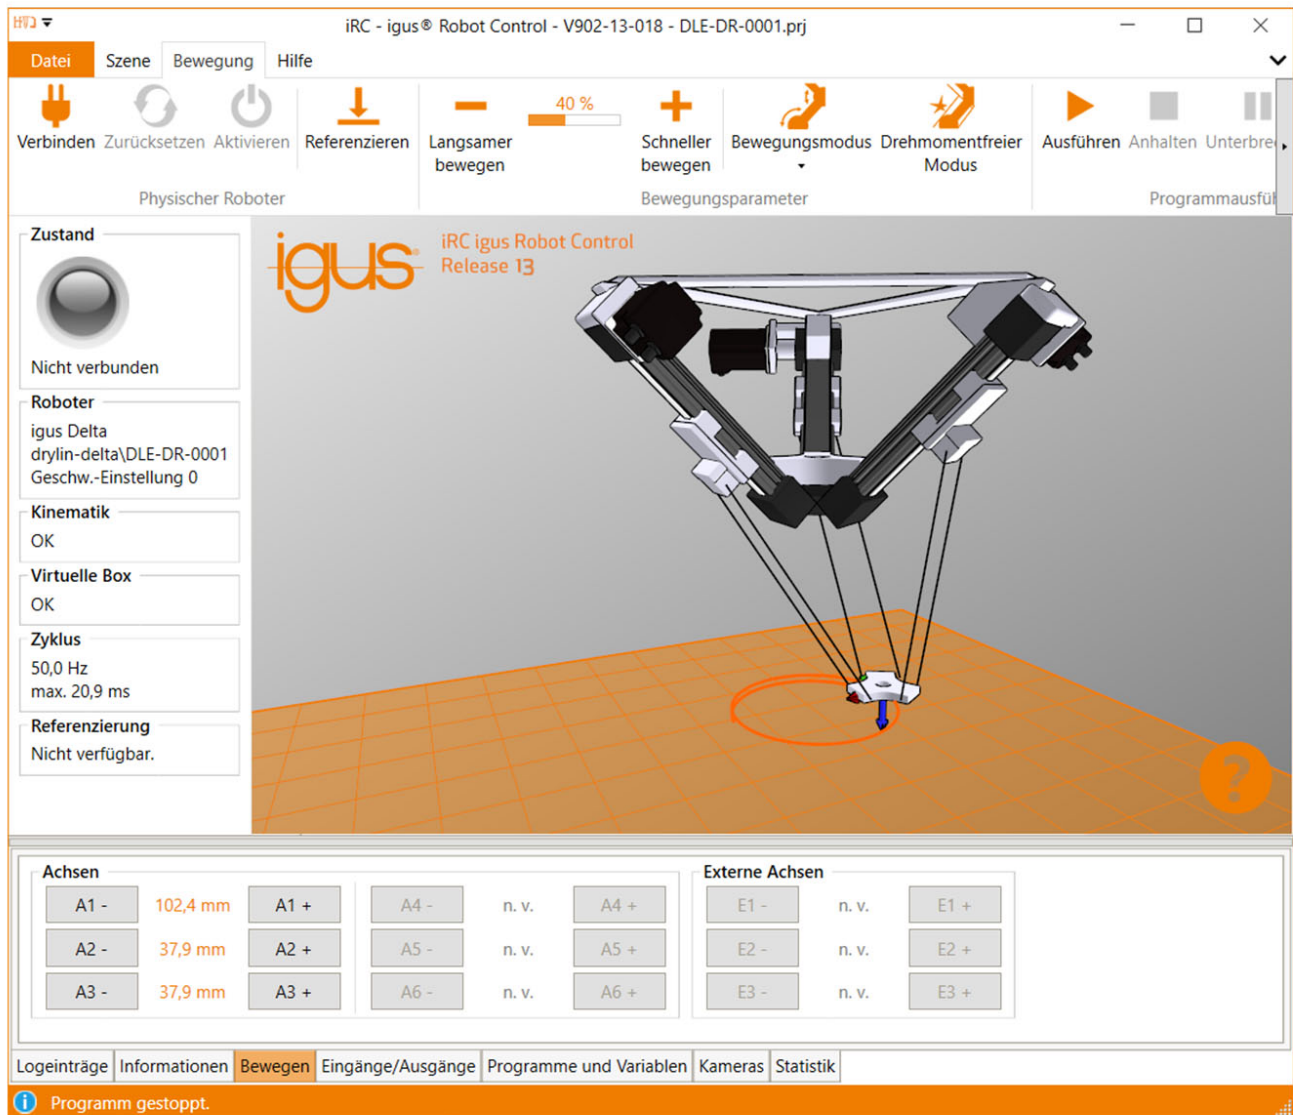 iRC - igus® Robot Control - V902-13-018 - DLE-DR-0001.prj
Datei Szene Bewegung Hilfe
40 %
Verbinden Zurücksetzen Aktivieren Referenzieren Langsamer bewegen Schneller bewegen Bewegungsmodus Drehmomentfreier Modus Ausführen Anhalten Unterbre
Physischer Roboter Bewegungsparameter Programmausfü
Zustand
Nicht verbunden
Roboter
igus Delta
drylin-delta\DLE-DR-0001
Geschw.-Einstellung 0
Kinematik
OK
Virtuelle Box
OK
Zyklus
50,0 Hz
max. 20,9 ms
Referenzierung
Nicht verfügbar.
igus®
iRC igus Robot Control
Release 13
?
Achsen Externe Achsen
A1 - 102,4 mm A1 + A4 - n. v. A4 + E1 - n. v. E1 +
A2 - 37,9 mm A2 + A5 - n. v. A5 + E2 - n. v. E2 +
A3 - 37,9 mm A3 + A6 - n. v. A6 + E3 - n. v. E3 +
Logeinträge Informationen Bewegen Eingänge/Ausgänge Programme und Variablen Kameras Statistik
Programm gestoppt.